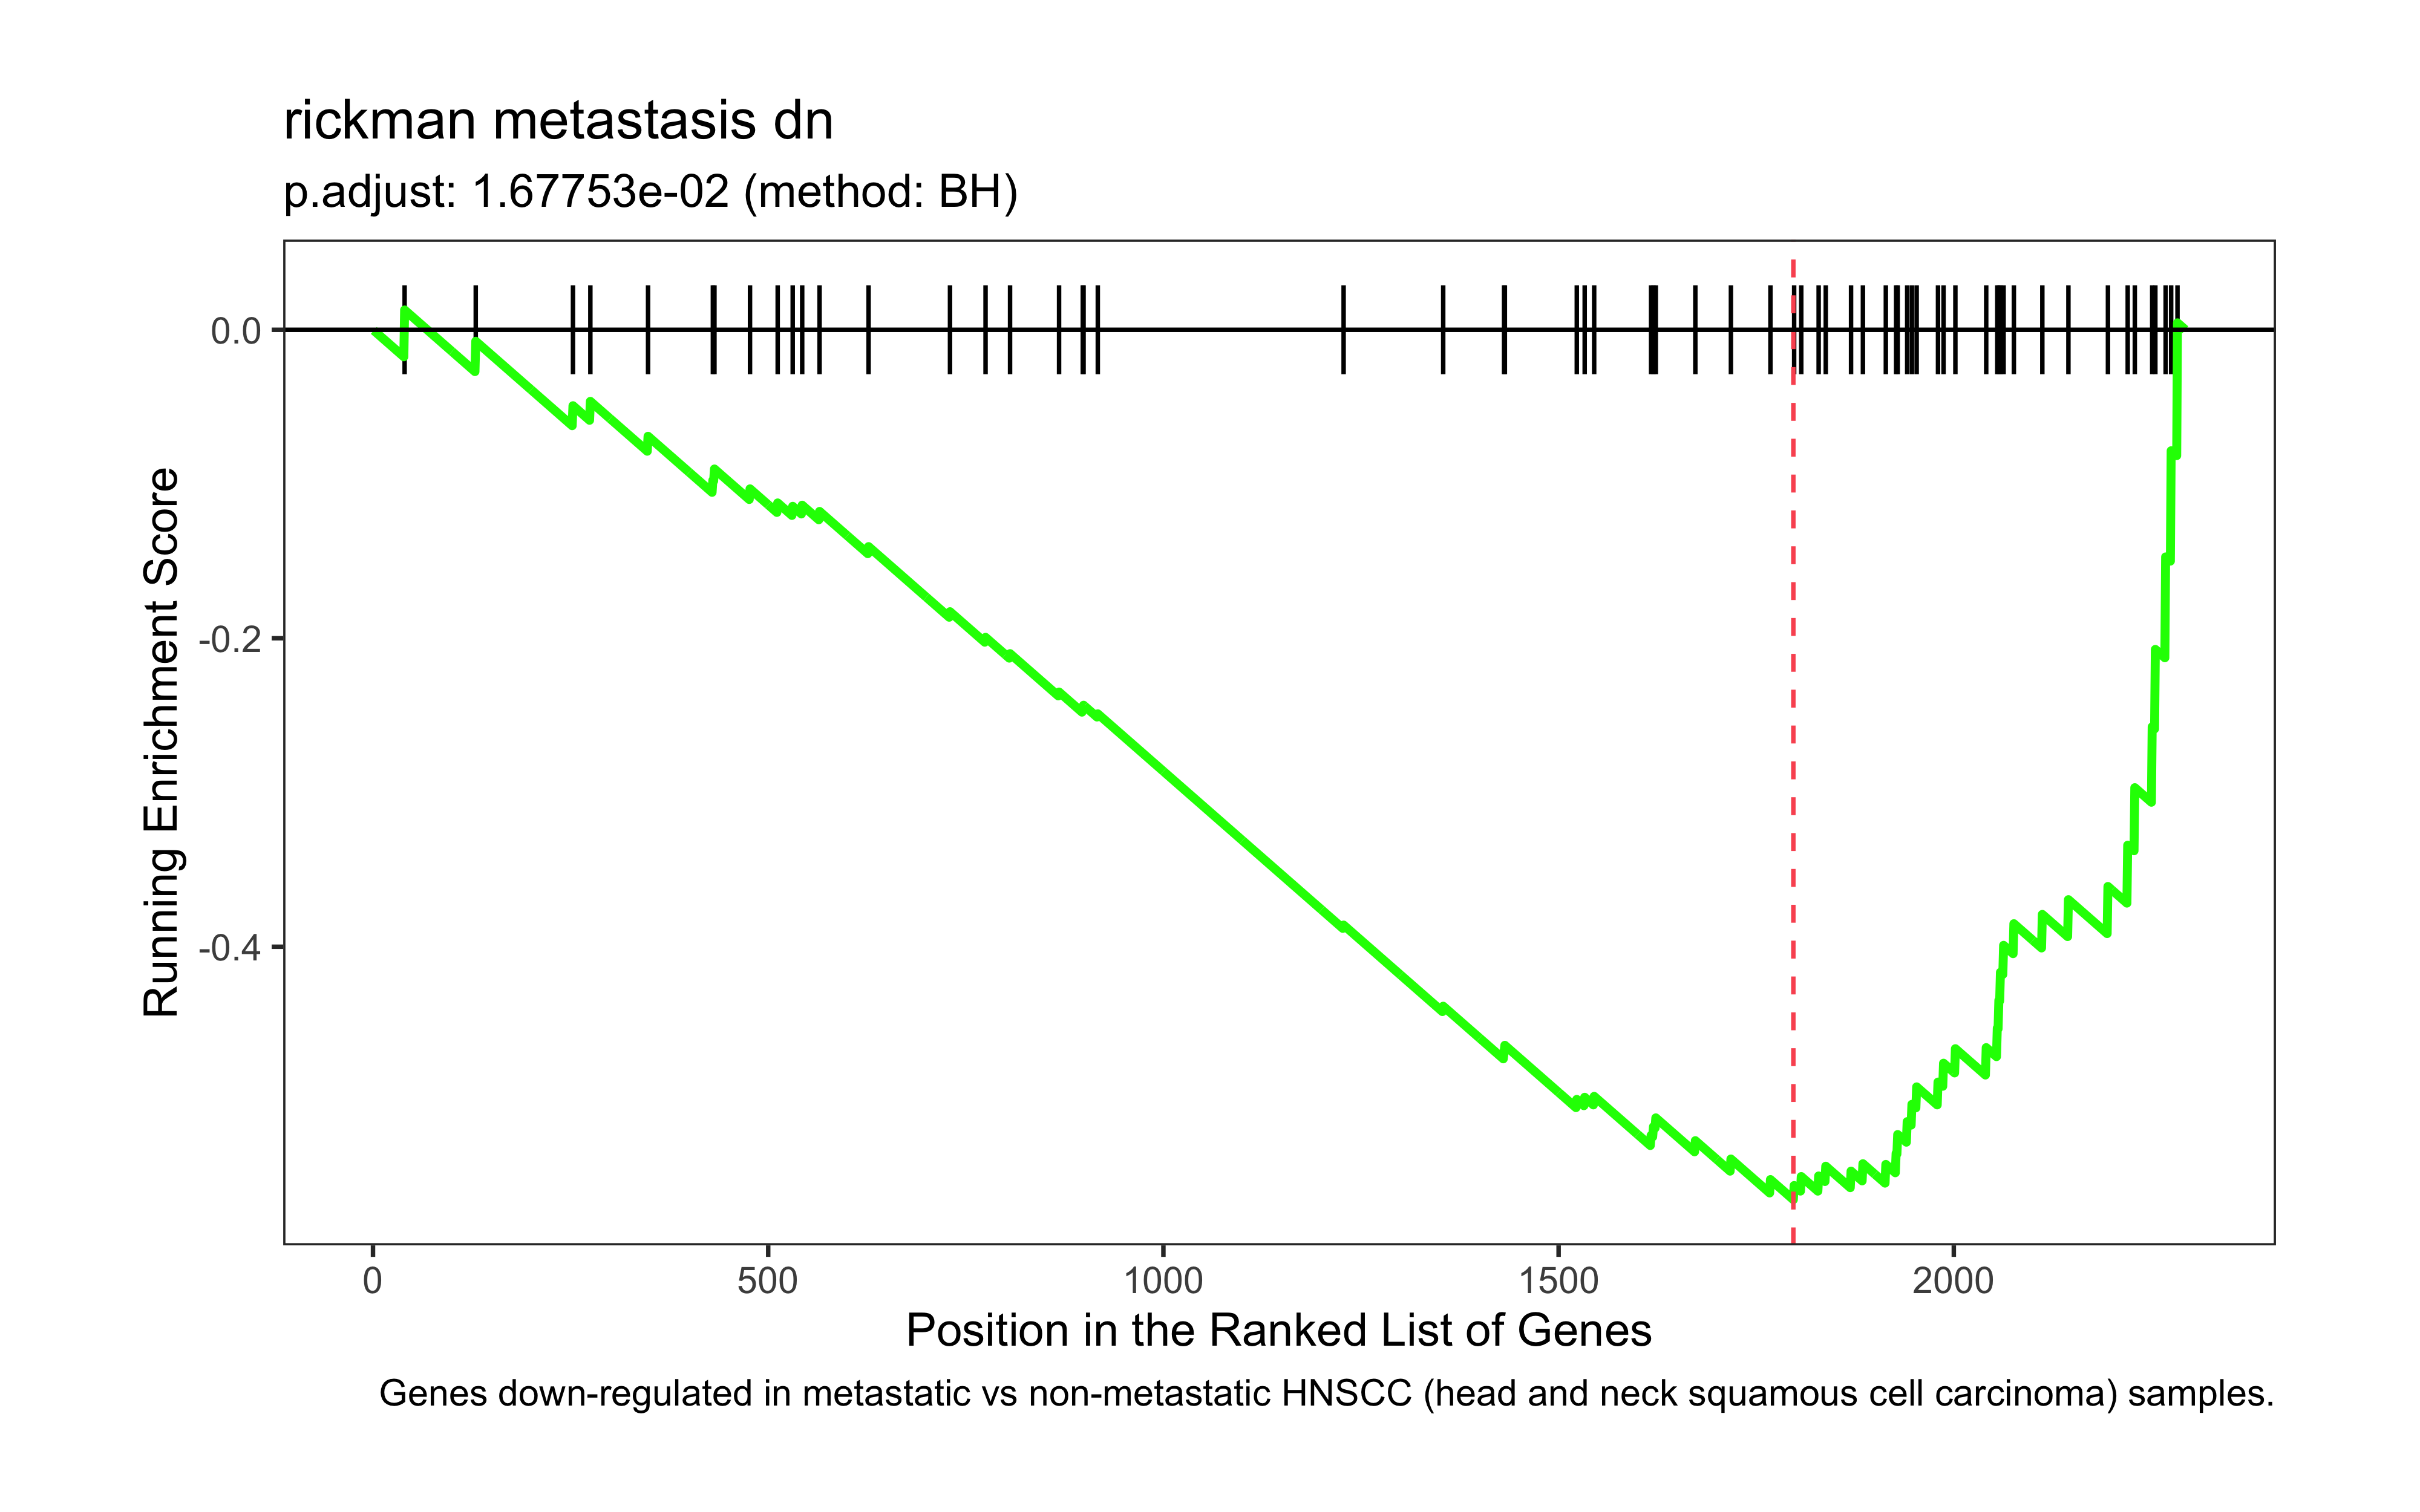 rickman metastasis dn
p.adjust: 1.67753e-02 (method: BH)
Running Enrichment Score
0.0
-0.2
-0.4
0 500 1000 1500 2000
Position in the Ranked List of Genes
Genes down-regulated in metastatic vs non-metastatic HNSCC (head and neck squamous cell carcinoma) samples.